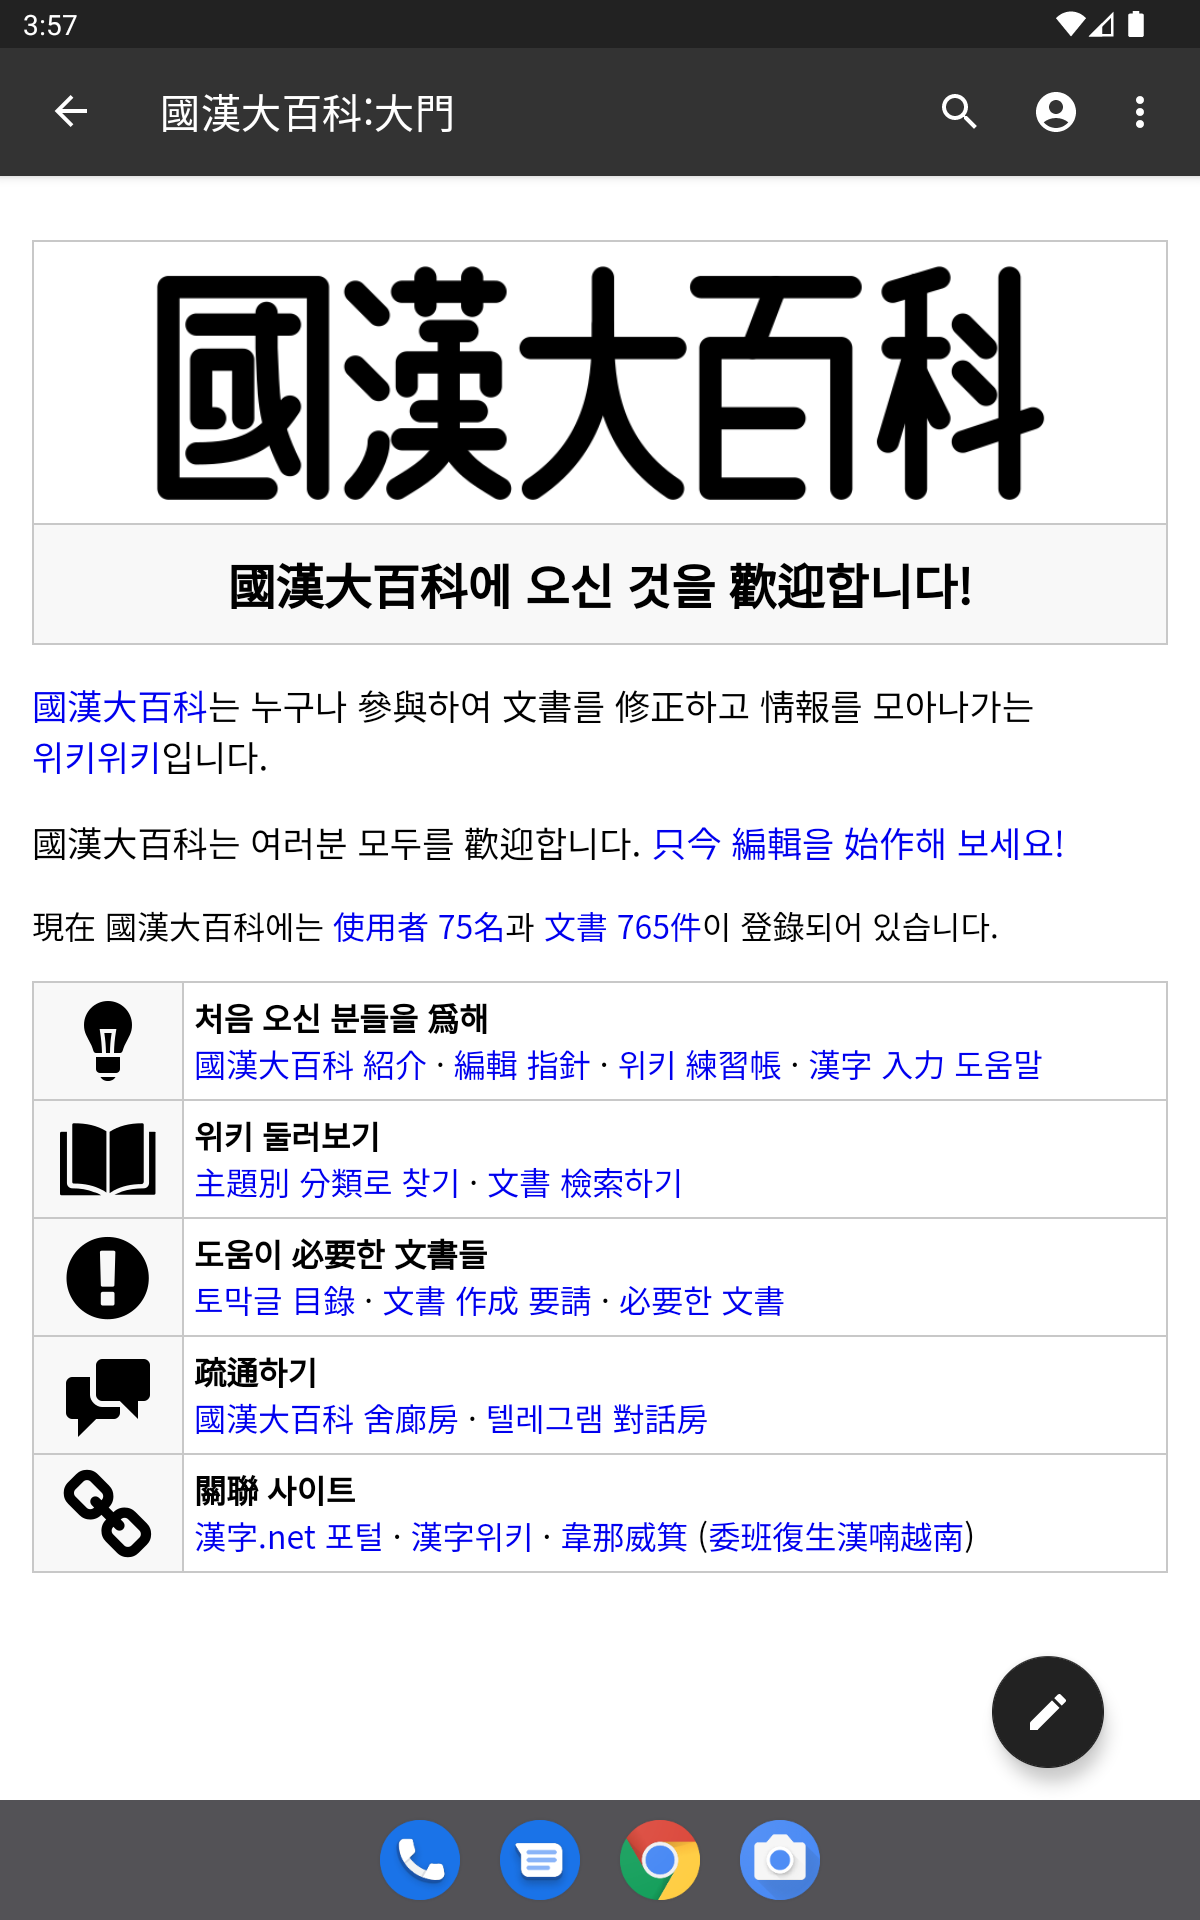 3:57
國漢大百科:大門
國漢大百科
國漢大百科에 오신 것을 歡迎합니다!
國漢大百科는 누구나 參與하여 文書를 修正하고 情報를 모아나가는
위키위키입니다.
國漢大百科는 여러분 모두를 歡迎합니다. 只今 編輯을 始作해 보세요!
現在 國漢大百科에는 使用者 75名과 文書 765件이 登錄되어 있습니다.
처음 오신 분들을 爲해
國漢大百科 紹介 · 編輯 指針 · 위키 練習帳 · 漢字 入力 도움말
위키 둘러보기
主題別 分類로 찾기 · 文書 檢索하기
도움이 必要한 文書들
토막글 目錄 · 文書 作成 要請 · 必要한 文書
疏通하기
國漢大百科 舍廊房 · 텔레그램 對話房
關聯 사이트
漢字.net 포털 · 漢字위키 · 韋那威箕 (委班復生漢喃越南)